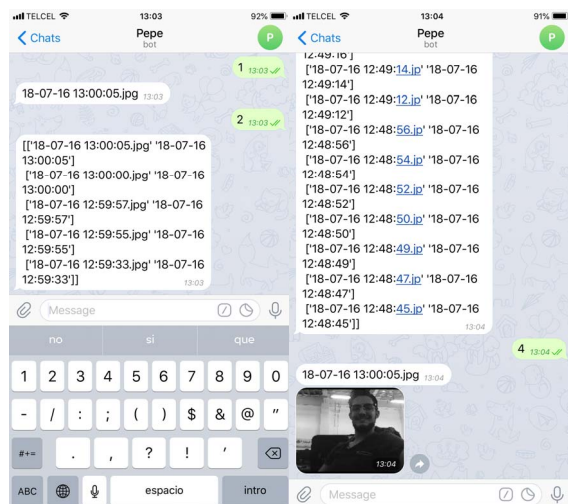 TELCEL 13:03 92%
Chats Pepe P
bot
1 13:03
18-07-16 13:00:05.jpg 13:03
2 13:03
[['18-07-16 13:00:05.jpg' '18-07-16
13:00:05']
['18-07-16 13:00:00.jpg' '18-07-16
13:00:00']
['18-07-16 12:59:57.jpg' '18-07-16
12:59:57']
['18-07-16 12:59:55.jpg' '18-07-16
12:59:55']
['18-07-16 12:59:33.jpg' '18-07-16
12:59:33']]
13:03
Message
no si que
1 2 3 4 5 6 7 8 9 0
- / : ; ( ) $ & @ "
#+= . , ? ! '
ABC espacio intro
TELCEL 13:04 91%
Chats Pepe P
bot
12:49:16']
['18-07-16 12:49:14.jp' '18-07-16
12:49:14']
['18-07-16 12:49:12.jp' '18-07-16
12:49:12']
['18-07-16 12:48:56.jp' '18-07-16
12:48:56']
['18-07-16 12:48:54.jp' '18-07-16
12:48:54']
['18-07-16 12:48:52.jp' '18-07-16
12:48:52']
['18-07-16 12:48:50.jp' '18-07-16
12:48:50']
['18-07-16 12:48:49.jp' '18-07-16
12:48:49']
['18-07-16 12:48:47.jp' '18-07-16
12:48:47']
['18-07-16 12:48:45.jp' '18-07-16
12:48:45']]
13:04
4 13:04
18-07-16 13:00:05.jpg 13:04
13:04
Message